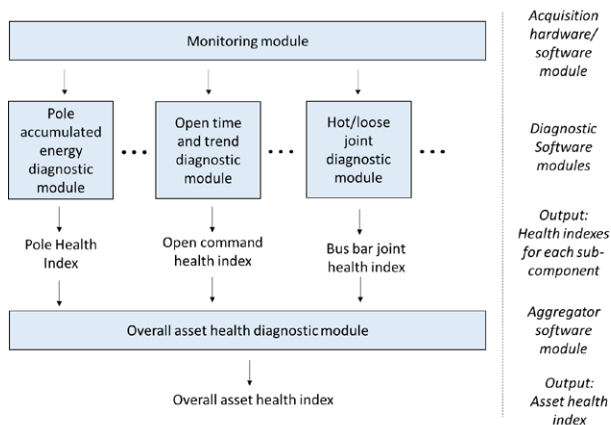 Monitoring module
Acquisition
hardware/
software
module
Pole
accumulated
energy
diagnostic
module
Open time
and trend
diagnostic
module
Hot/loose
joint
diagnostic
module
Diagnostic
Software
modules
Pole Health
Index
Open command
health index
Bus bar joint
health index
Output:
Health indexes
for each sub-
component
Overall asset health diagnostic module
Aggregator
software
module
Overall asset health index
Output:
Asset health
index